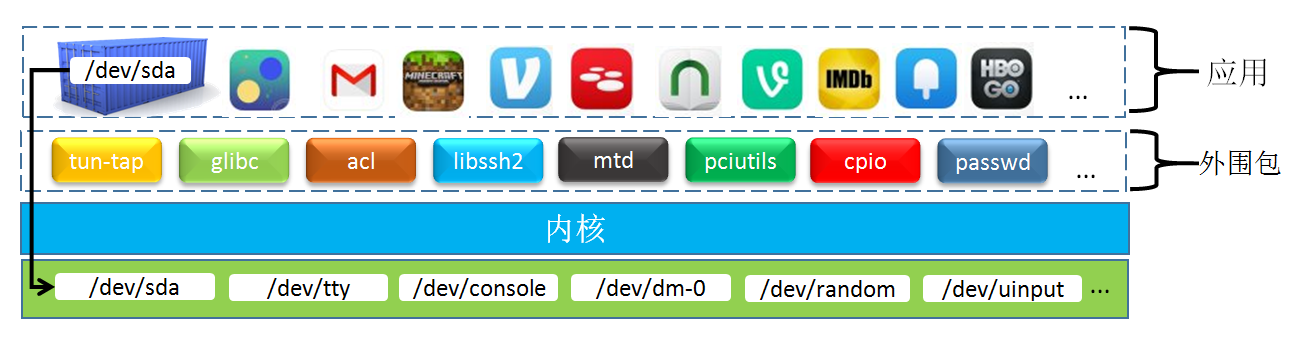 /dev/sda
MINECRAFT
IMDb
HBO
GO
...
应用
tun-tap
glibc
acl
libssh2
mtd
pciutils
cpio
passwd
...
外围包
内核
/dev/sda
/dev/tty
/dev/console
/dev/dm-0
/dev/random
/dev/uinput
...